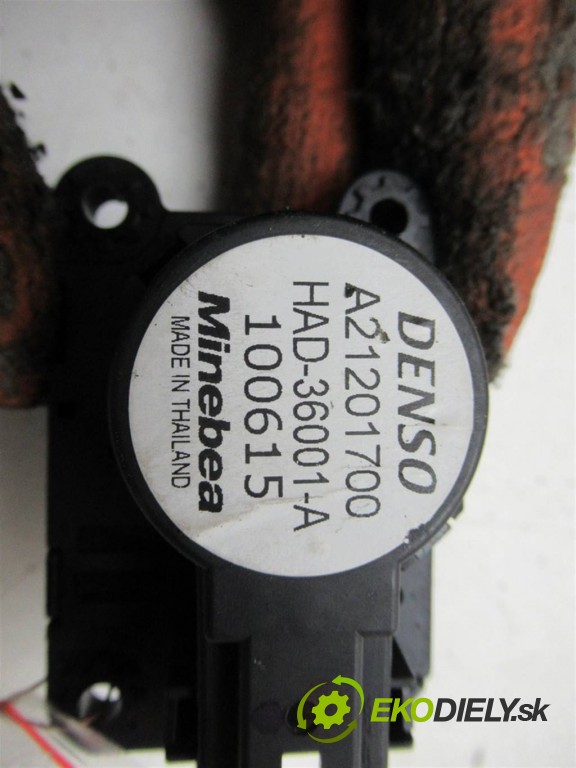 DENSO
A21201700
HAD-36001-A
100615
Minebea
MADE IN THAILAND
EKODIELY.sk